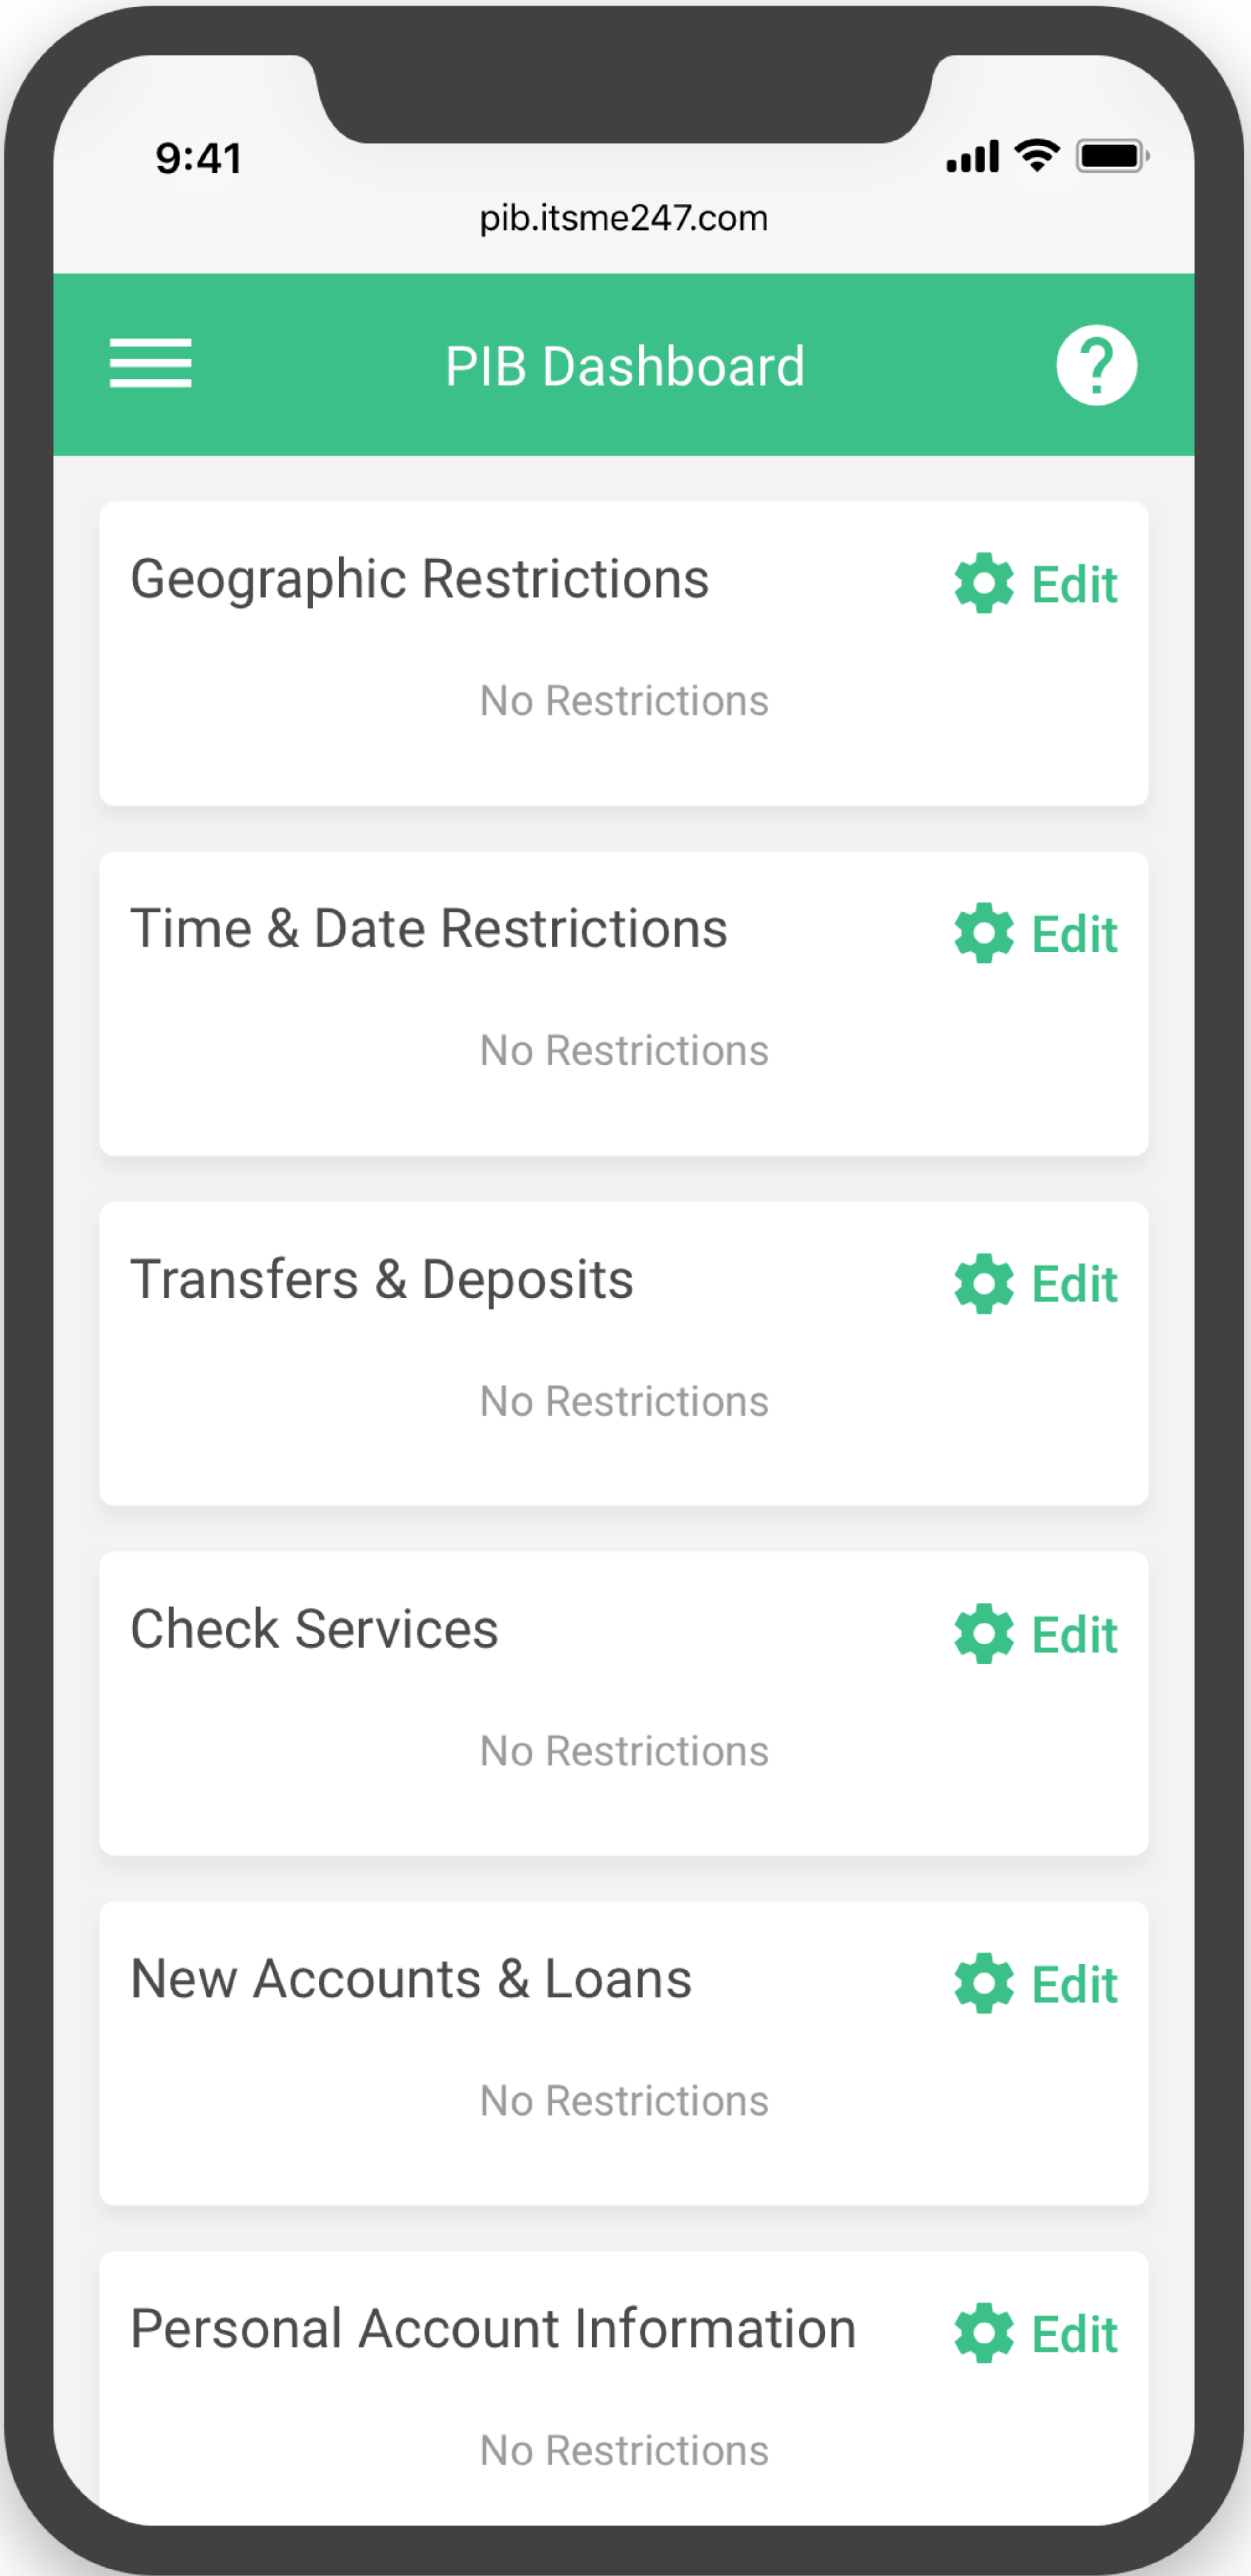 9:41
pib.itsme247.com
PIB Dashboard
?
Geographic Restrictions
Edit
No Restrictions
Time & Date Restrictions
Edit
No Restrictions
Transfers & Deposits
Edit
No Restrictions
Check Services
Edit
No Restrictions
New Accounts & Loans
Edit
No Restrictions
Personal Account Information
Edit
No Restrictions